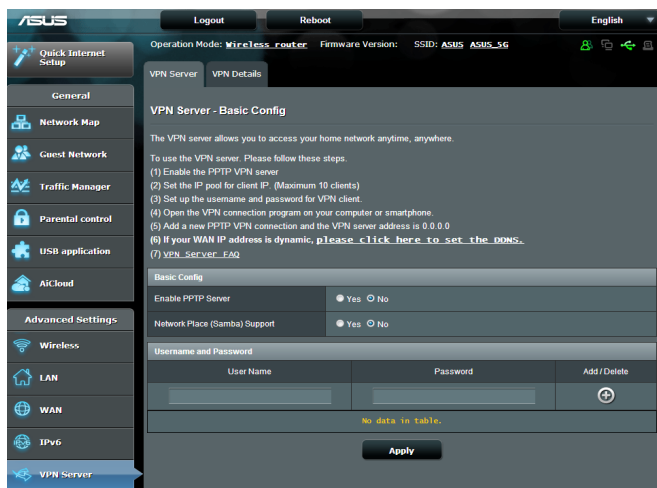 ASUS
Logout
Reboot
English
Quick Internet
Setup
Operation Mode: Wireless router Firmware Version: SSID: ASUS ASUS_5G
VPN Server
VPN Details
General
Network Map
Guest Network
Traffic Manager
Parental control
USB application
AiCloud
Advanced Settings
Wireless
LAN
WAN
IPv6
VPN Server
VPN Server - Basic Config
The VPN server allows you to access your home network anytime, anywhere.
To use the VPN server. Please follow these steps.
(1) Enable the PPTP VPN server
(2) Set the IP pool for client IP. (Maximum 10 clients)
(3) Set up the username and password for VPN client.
(4) Open the VPN connection program on your computer or smartphone.
(5) Add a new PPTP VPN connection and the VPN server address is 0.0.0.0
(6) If your WAN IP address is dynamic, please click here to set the DDNS.
(7) VPN Server FAQ
Basic Config
Enable PPTP Server Yes No
Network Place (Samba) Support Yes No
Username and Password
User Name Password Add / Delete
No data in table.
Apply